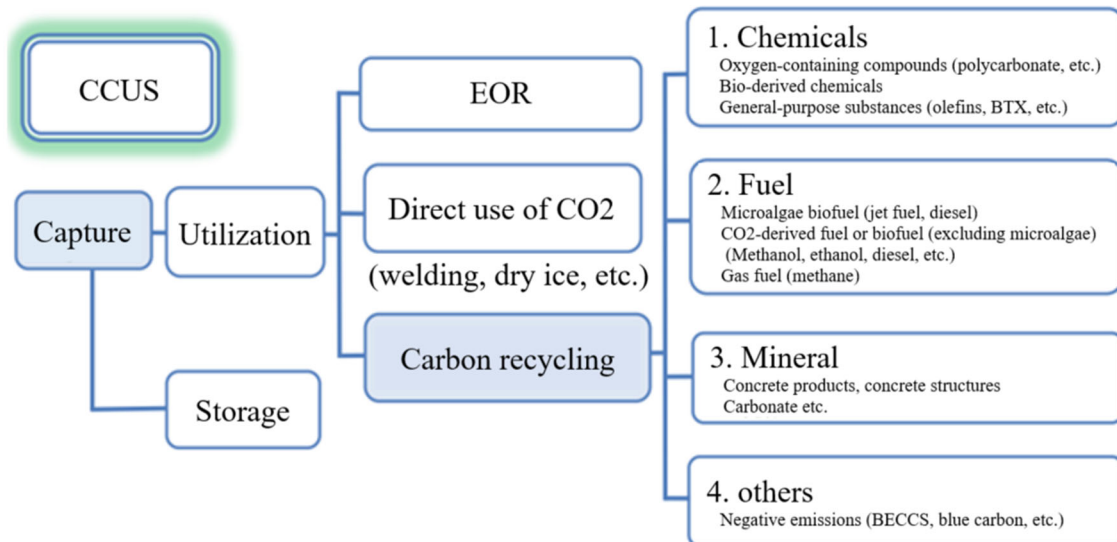 CCUS
Capture
Utilization
Storage
EOR
Direct use of CO2
(welding, dry ice, etc.)
Carbon recycling
1. Chemicals
Oxygen-containing compounds (polycarbonate, etc.)
Bio-derived chemicals
General-purpose substances (olefins, BTX, etc.)
2. Fuel
Microalgae biofuel (jet fuel, diesel)
CO2-derived fuel or biofuel (excluding microalgae)
(Methanol, ethanol, diesel, etc.)
Gas fuel (methane)
3. Mineral
Concrete products, concrete structures
Carbonate etc.
4. others
Negative emissions (BECCS, blue carbon, etc.)